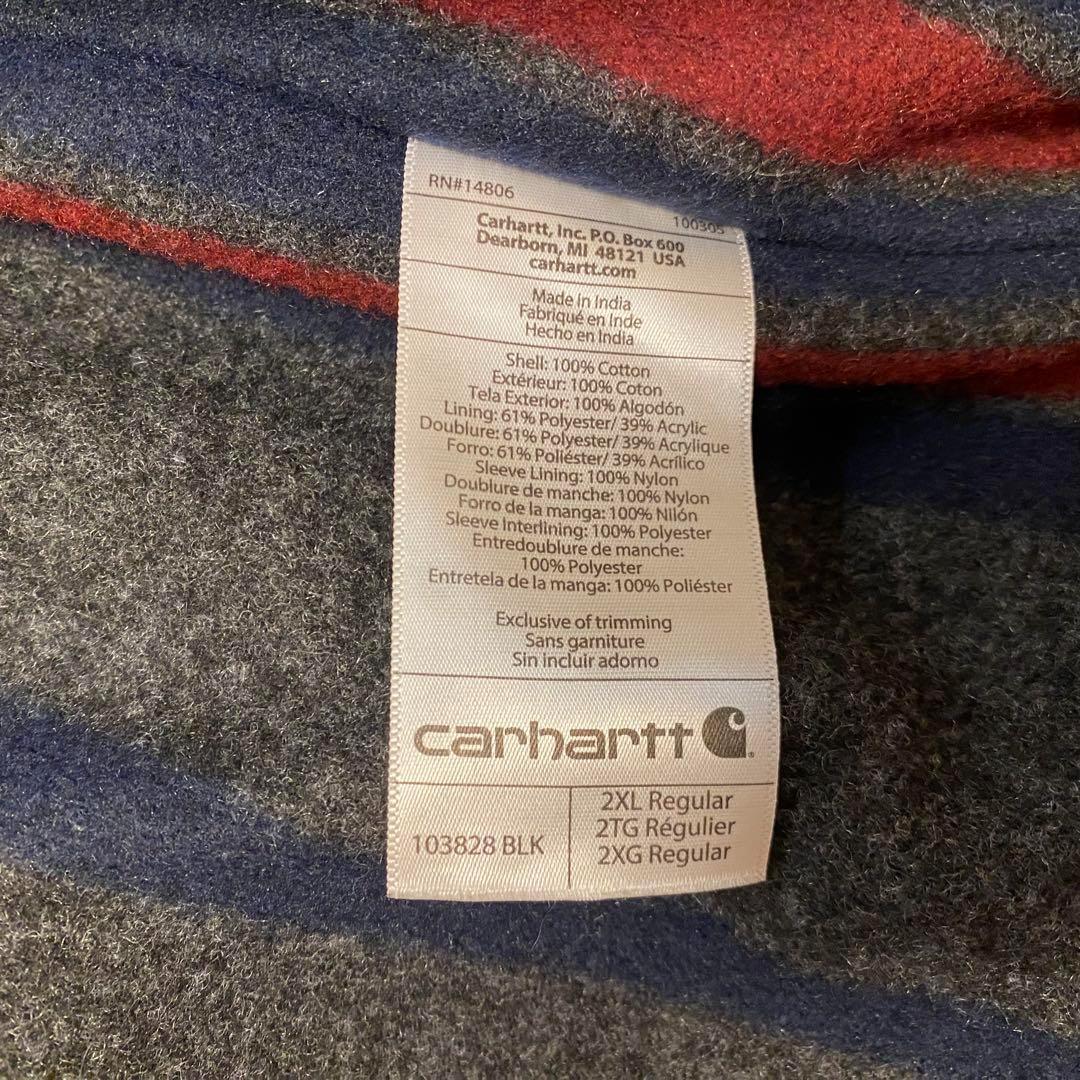 RN#14806
100305
Carhartt, Inc. P.O. Box 600
Dearborn, MI 48121 USA
carhartt.com
Made in India
Fabriqué en Inde
Hecho en India
Shell: 100% Cotton
Extérieur: 100% Coton
Tela Exterior: 100% Algodón
Lining: 61% Polyester/ 39% Acrylic
Doublure: 61% Polyester/ 39% Acrylique
Forro: 61% Poliéster/ 39% Acrílico
Sleeve Lining: 100% Nylon
Doublure de manche: 100% Nylon
Forro de la manga: 100% Nilón
Sleeve Interlining: 100% Polyester
Entredoublure de manche:
100% Polyester
Entretela de la manga: 100% Poliéster
Exclusive of trimming
Sans garniture
Sin incluir adorno
carhartt
103828 BLK
2XL Regular
2TG Régulier
2XG Regular